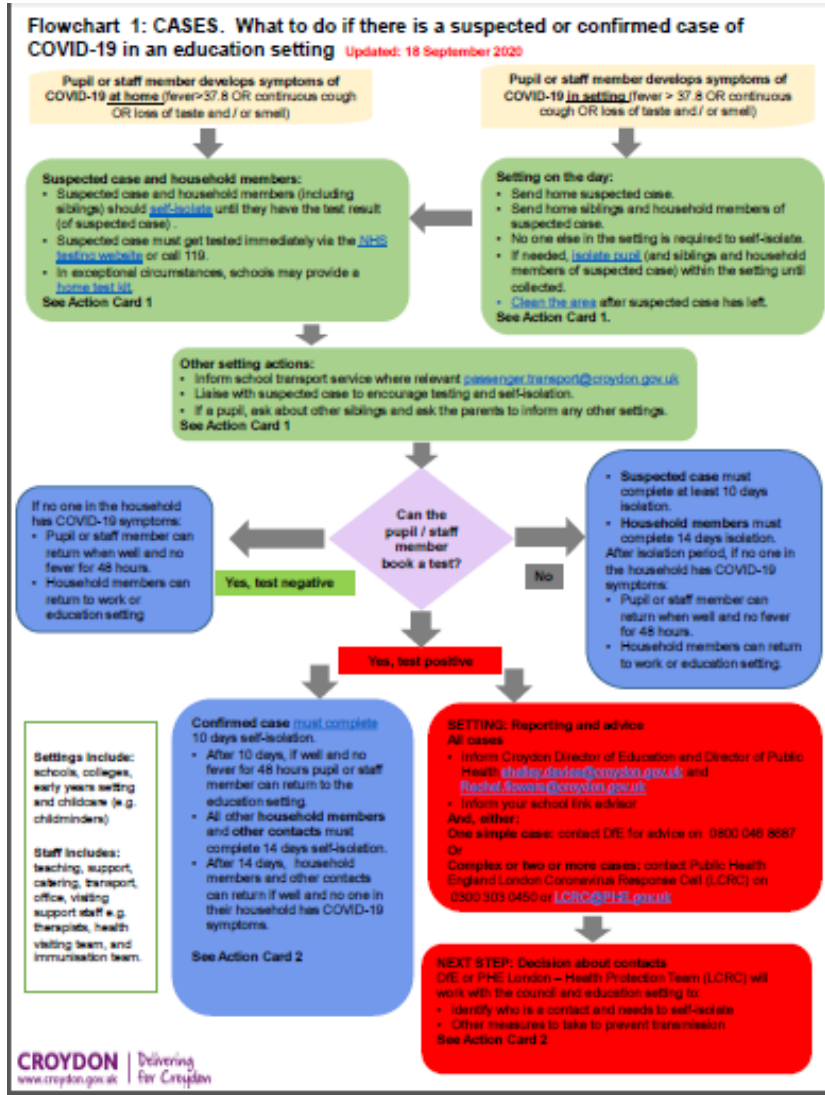 Flowchart 1: CASES. What to do if there is a suspected or confirmed case of
COVID-19 in an education setting Updated: 18 September 2020
Pupil or staff member develops symptoms of
COVID-19 at home (fever>37.8 OR continuous cough
OR loss of taste and / or smell)
Pupil or staff member develops symptoms of
COVID-19 in setting (fever > 37.8 OR continuous
cough OR loss of taste and / or smell)
Suspected case and household members:
• Suspected case and household members (including
siblings) should self-isolate until they have the test result
(of suspected case) .
• Suspected case must get tested immediately via the NHS
testing website or call 119.
• In exceptional circumstances, schools may provide a
home test kit.
See Action Card 1
Setting on the day:
• Send home suspected case.
• Send home siblings and household members of
suspected case.
• No one else in the setting is required to self-isolate.
• If needed, isolate pupil (and siblings and household
members of suspected case) within the setting until
collected.
• Clean the area after suspected case has left.
See Action Card 1.
Other setting actions:
• Inform school transport service where relevant passenger.transport@croydon.gov.uk
• Liaise with suspected case to encourage testing and self-isolation.
• If a pupil, ask about other siblings and ask the parents to inform any other settings.
See Action Card 1
Can the
pupil / staff
member
book a test?
If no one in the household
has COVID-19 symptoms:
• Pupil or staff member can
return when well and no
fever for 48 hours.
• Household members can
return to work or
education setting
Yes, test negative
No
• Suspected case must
complete at least 10 days
isolation.
• Household members must
complete 14 days isolation.
After isolation period, if no one in
the household has COVID-19
symptoms:
• Pupil or staff member can
return when well and no fever
for 48 hours.
• Household members can return
to work or education setting.
Yes, test positive
Settings include:
schools, colleges,
early years setting
and childcare (e.g.
childminders)
Staff includes:
teaching, support,
catering, transport,
office, visiting
support staff e.g.
therapists, health
visiting team, and
immunisation team.
Confirmed case must complete
10 days self-isolation.
• After 10 days, if well and no
fever for 48 hours pupil or staff
member can return to the
education setting.
• All other household members
and other contacts must
complete 14 days self-isolation.
• After 14 days, household
members and other contacts
can return if well and no one in
their household has COVID-19
symptoms.
See Action Card 2
SETTING: Reporting and advice
All cases
• Inform Croydon Director of Education and Director of Public
Health shelley.davies@croydon.gov.uk and
Rachel.flowers@croydon.gov.uk
• Inform your school link advisor
And, either:
One simple case: contact DfE for advice on 0800 046 8687
Or
Complex or two or more cases: contact Public Health
England London Coronavirus Response Cell (LCRC) on
0300 303 0450 or LCRC@PHE.gov.uk
NEXT STEP: Decision about contacts
DfE or PHE London – Health Protection Team (LCRC) will
work with the council and education setting to:
• Identify who is a contact and needs to self-isolate
• Other measures to take to prevent transmission
See Action Card 2
CROYDON
www.croydon.gov.uk
Delivering
for Croydon